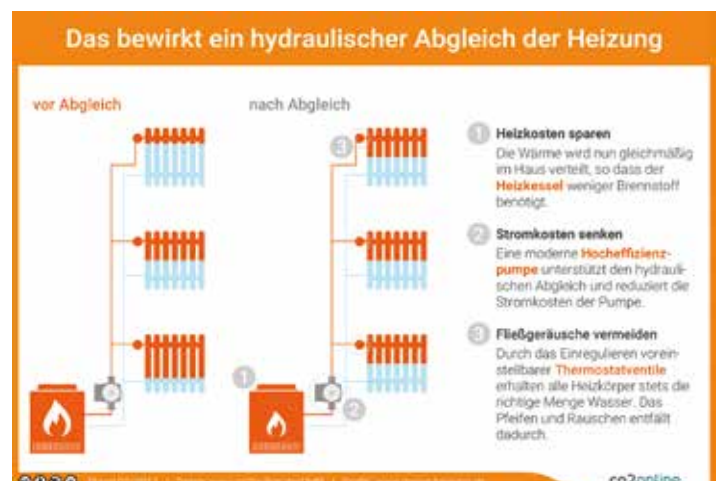 Das bewirkt ein hydraulischer Abgleich der Heizung
vor Abgleich
nach Abgleich
3
1
2
1 Heizkosten sparen
Die Wärme wird nun gleichmäßig
im Haus verteilt, so dass der
Heizkessel weniger Brennstoff
benötigt.
2 Stromkosten senken
Eine moderne Hocheffizienz-
pumpe unterstützt den hydrauli-
schen Abgleich und reduziert die
Stromkosten der Pumpe.
3 Fließgeräusche vermeiden
Durch das Einregulieren vorein-
stellbarer Thermostatventile
erhalten alle Heizkörper stets die
richtige Menge Wasser. Das
Pfeifen und Rauschen entfällt
dadurch.
co2online